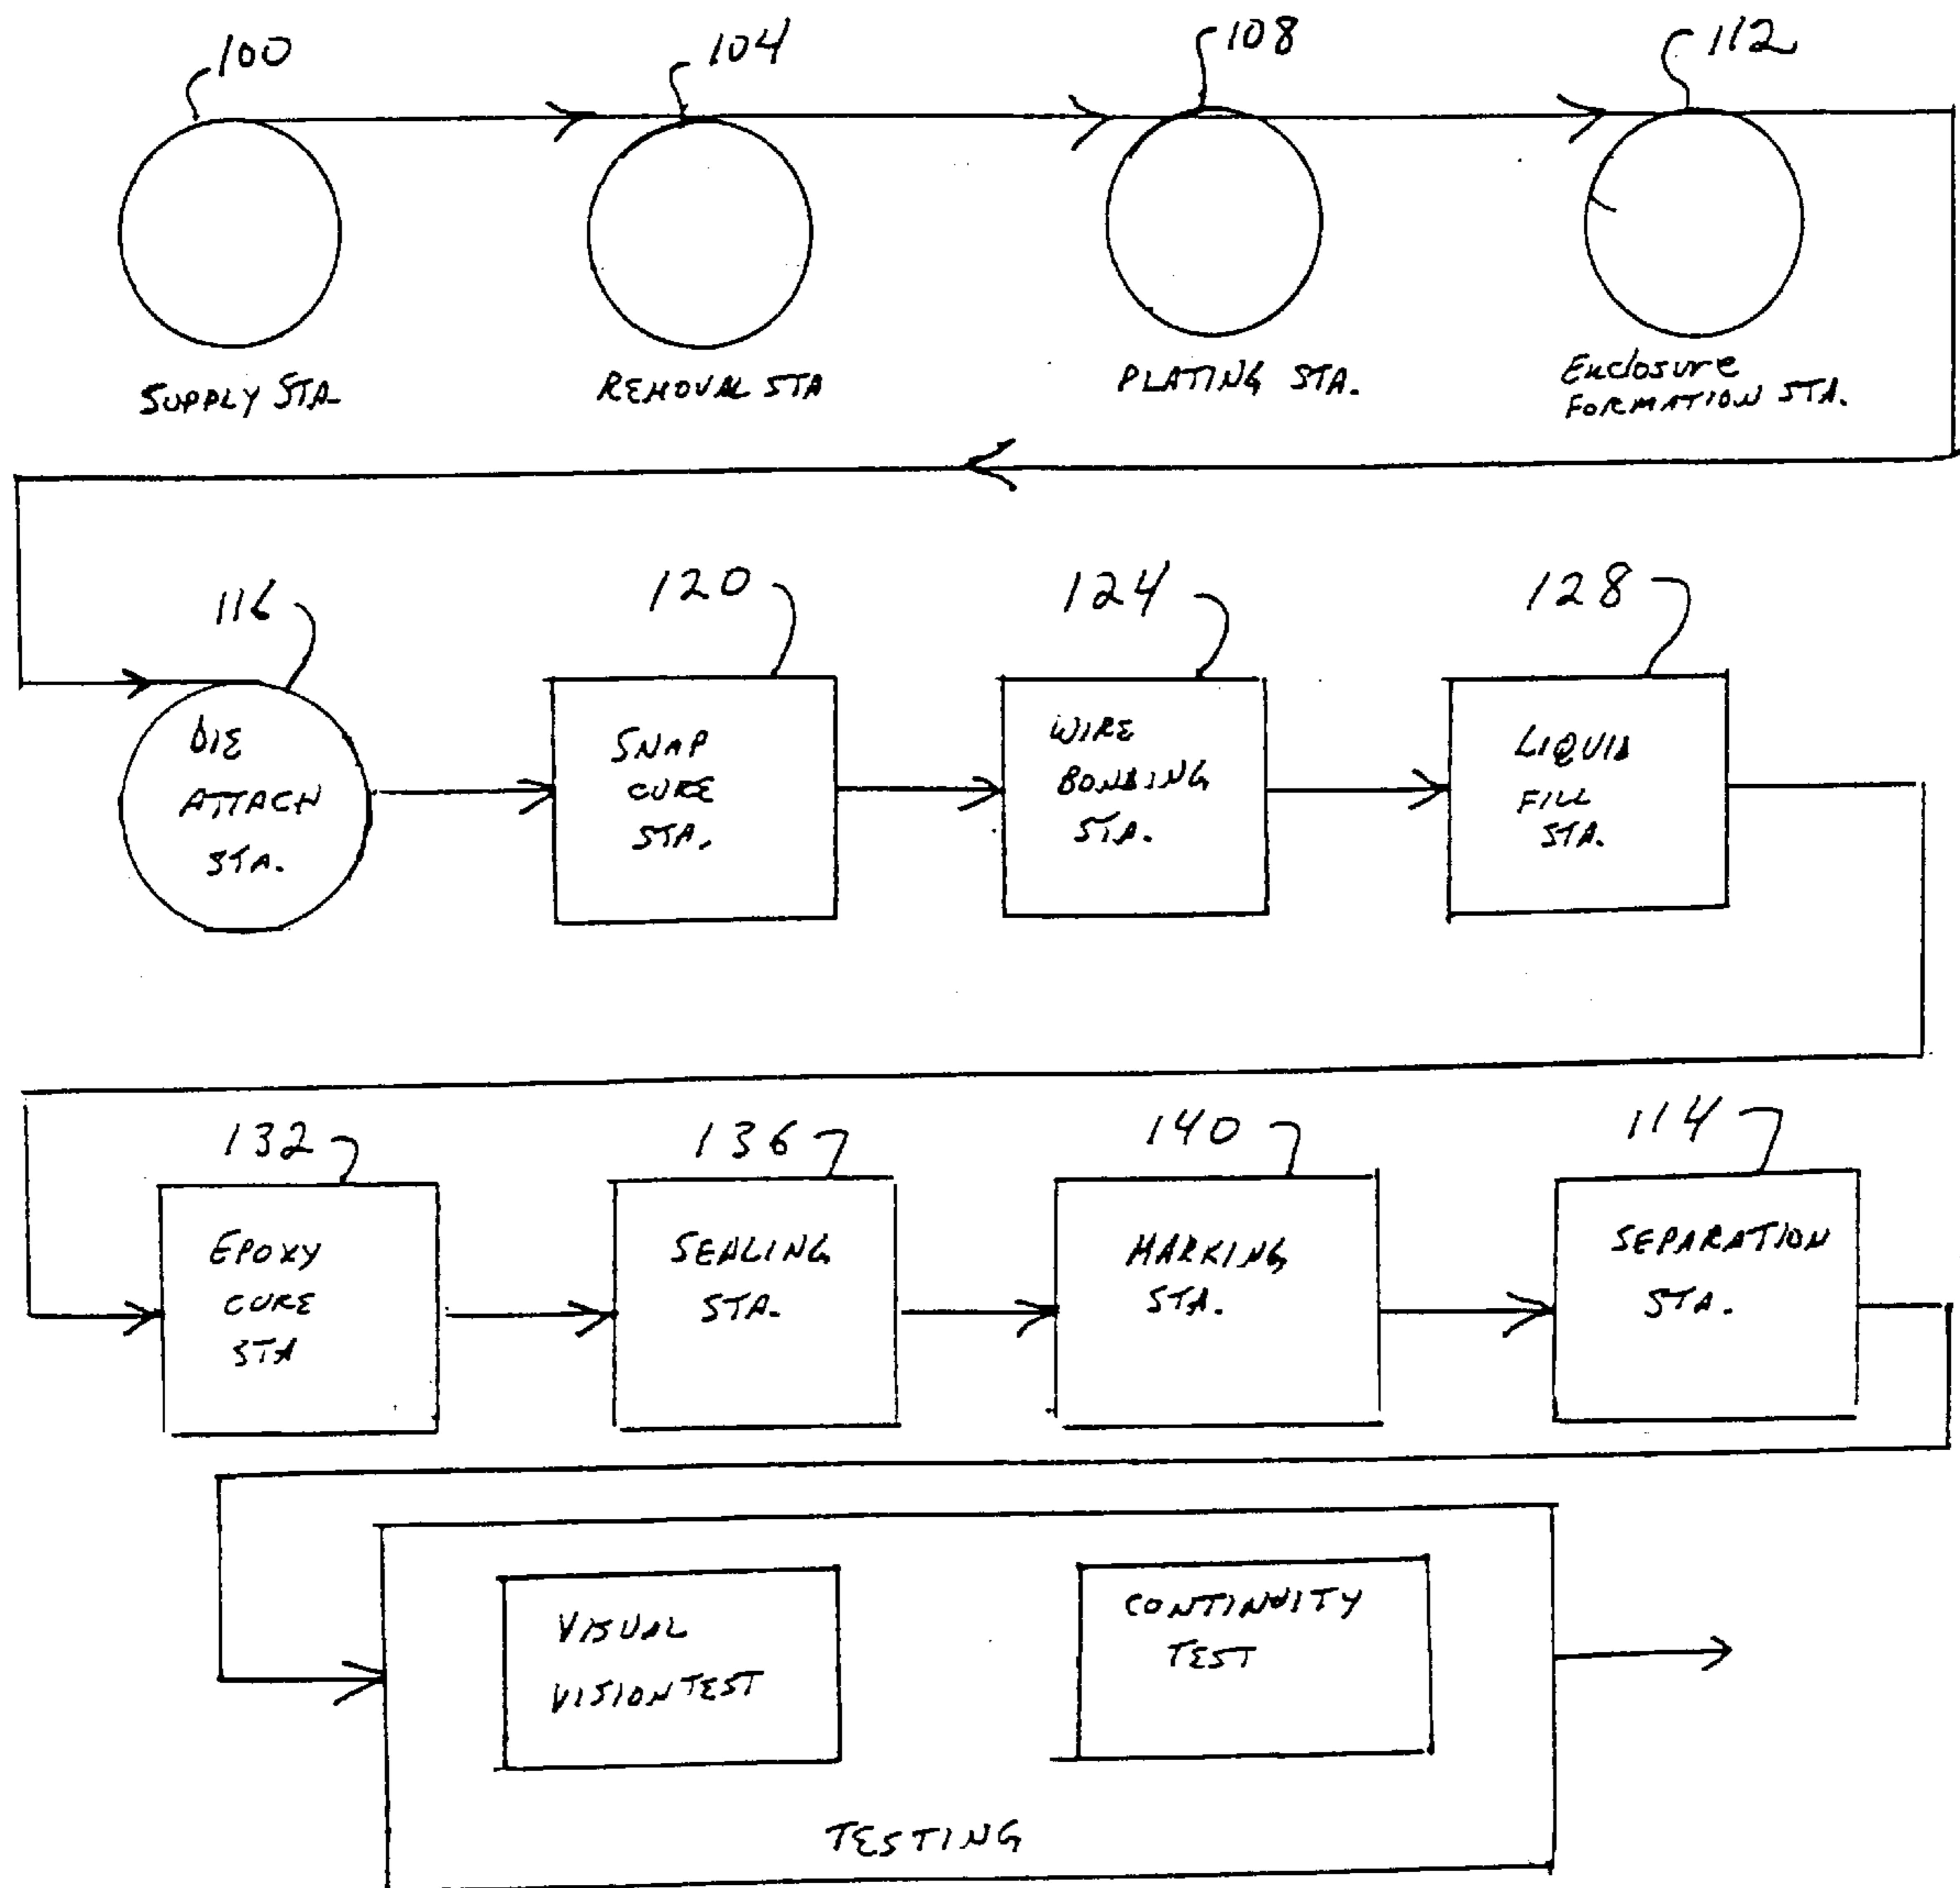 100
104
108
112
SUPPLY STA.
REMOVAL STA
PLATING STA.
Enclosure
FORMATION STA.
116
120
124
128
DIE
ATTACH
STA.
SNAP
CURE
STA.
WIRE
BONDING
STA.
LIQUID
FILL
STA.
132
136
140
114
EPOXY
CURE
STA
SEALING
STA.
MARKING
STA.
SEPARATION
STA.
VISUAL
VISION TEST
CONTINUITY
TEST
TESTING